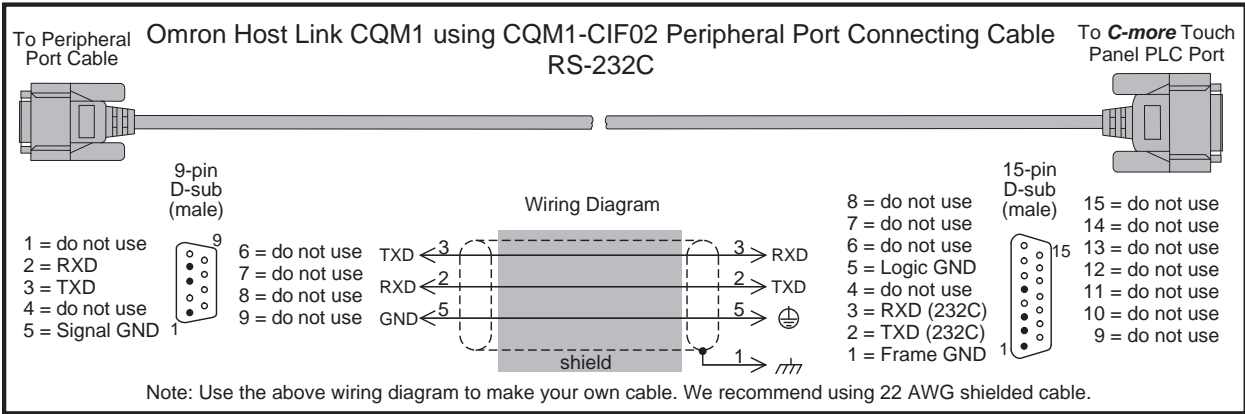 To Peripheral
Port Cable
Omron Host Link CQM1 using CQM1-CIF02 Peripheral Port Connecting Cable
RS-232C
To C-more Touch
Panel PLC Port
9-pin
D-sub
(male)
1 = do not use
2 = RXD
3 = TXD
4 = do not use
5 = Signal GND
9
1
6 = do not use
7 = do not use
8 = do not use
9 = do not use
Wiring Diagram
TXD 3 3 RXD
RXD 2 2 TXD
GND 5 5
shield
1
8 = do not use
7 = do not use
6 = do not use
5 = Logic GND
4 = do not use
3 = RXD (232C)
2 = TXD (232C)
1 = Frame GND
15-pin
D-sub
(male)
15
1
15 = do not use
14 = do not use
13 = do not use
12 = do not use
11 = do not use
10 = do not use
9 = do not use
Note: Use the above wiring diagram to make your own cable. We recommend using 22 AWG shielded cable.